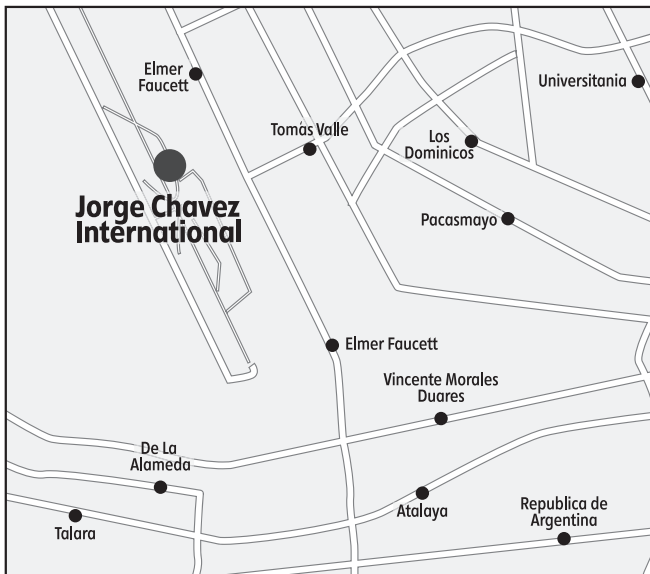 Elmer
Faucett
Universitania
Tomás Valle
Los
Dominicos
Jorge Chavez
International
Pacasmayo
Elmer Faucett
Vincente Morales
Duares
De La
Alameda
Atalaya
Republica de
Argentina
Talara